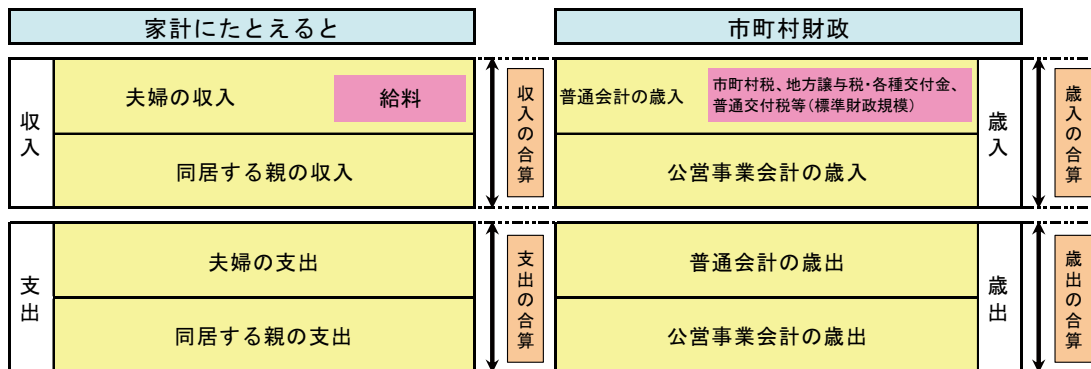 家計にたとえると
市町村財政
収入
夫婦の収入
給料
同居する親の収入
収入の合算
普通会計の歳入
市町村税、地方譲与税・各種交付金、
普通交付税等(標準財政規模)
公営事業会計の歳入
歳入
歳入の合算
支出
夫婦の支出
同居する親の支出
支出の合算
普通会計の歳出
公営事業会計の歳出
歳出
歳出の合算